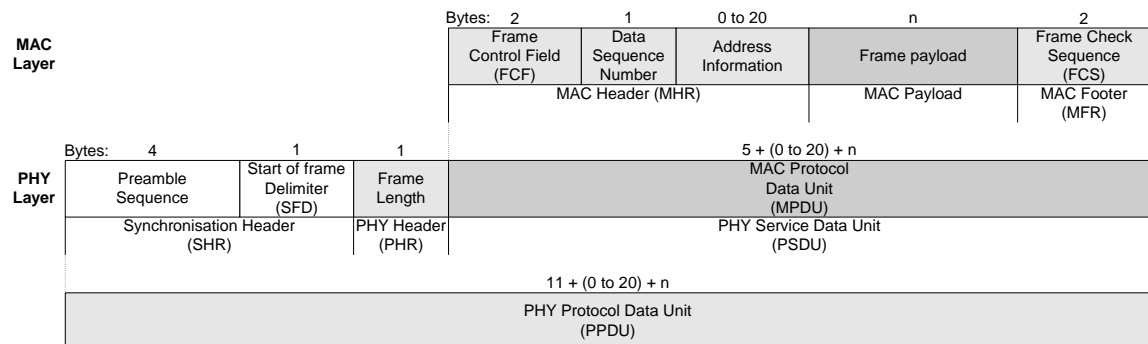 Bytes: 2 1 0 to 20 n 2
MAC
Layer
Frame
Control Field
(FCF)
Data
Sequence
Number
Address
Information
Frame payload
Frame Check
Sequence
(FCS)
MAC Header (MHR)
MAC Payload
MAC Footer
(MFR)
Bytes: 4 1 1 5 + (0 to 20) + n
PHY
Layer
Preamble
Sequence
Start of frame
Delimiter
(SFD)
Frame
Length
MAC Protocol
Data Unit
(MPDU)
Synchronisation Header
(SHR)
PHY Header
(PHR)
PHY Service Data Unit
(PSDU)
11 + (0 to 20) + n
PHY Protocol Data Unit
(PPDU)